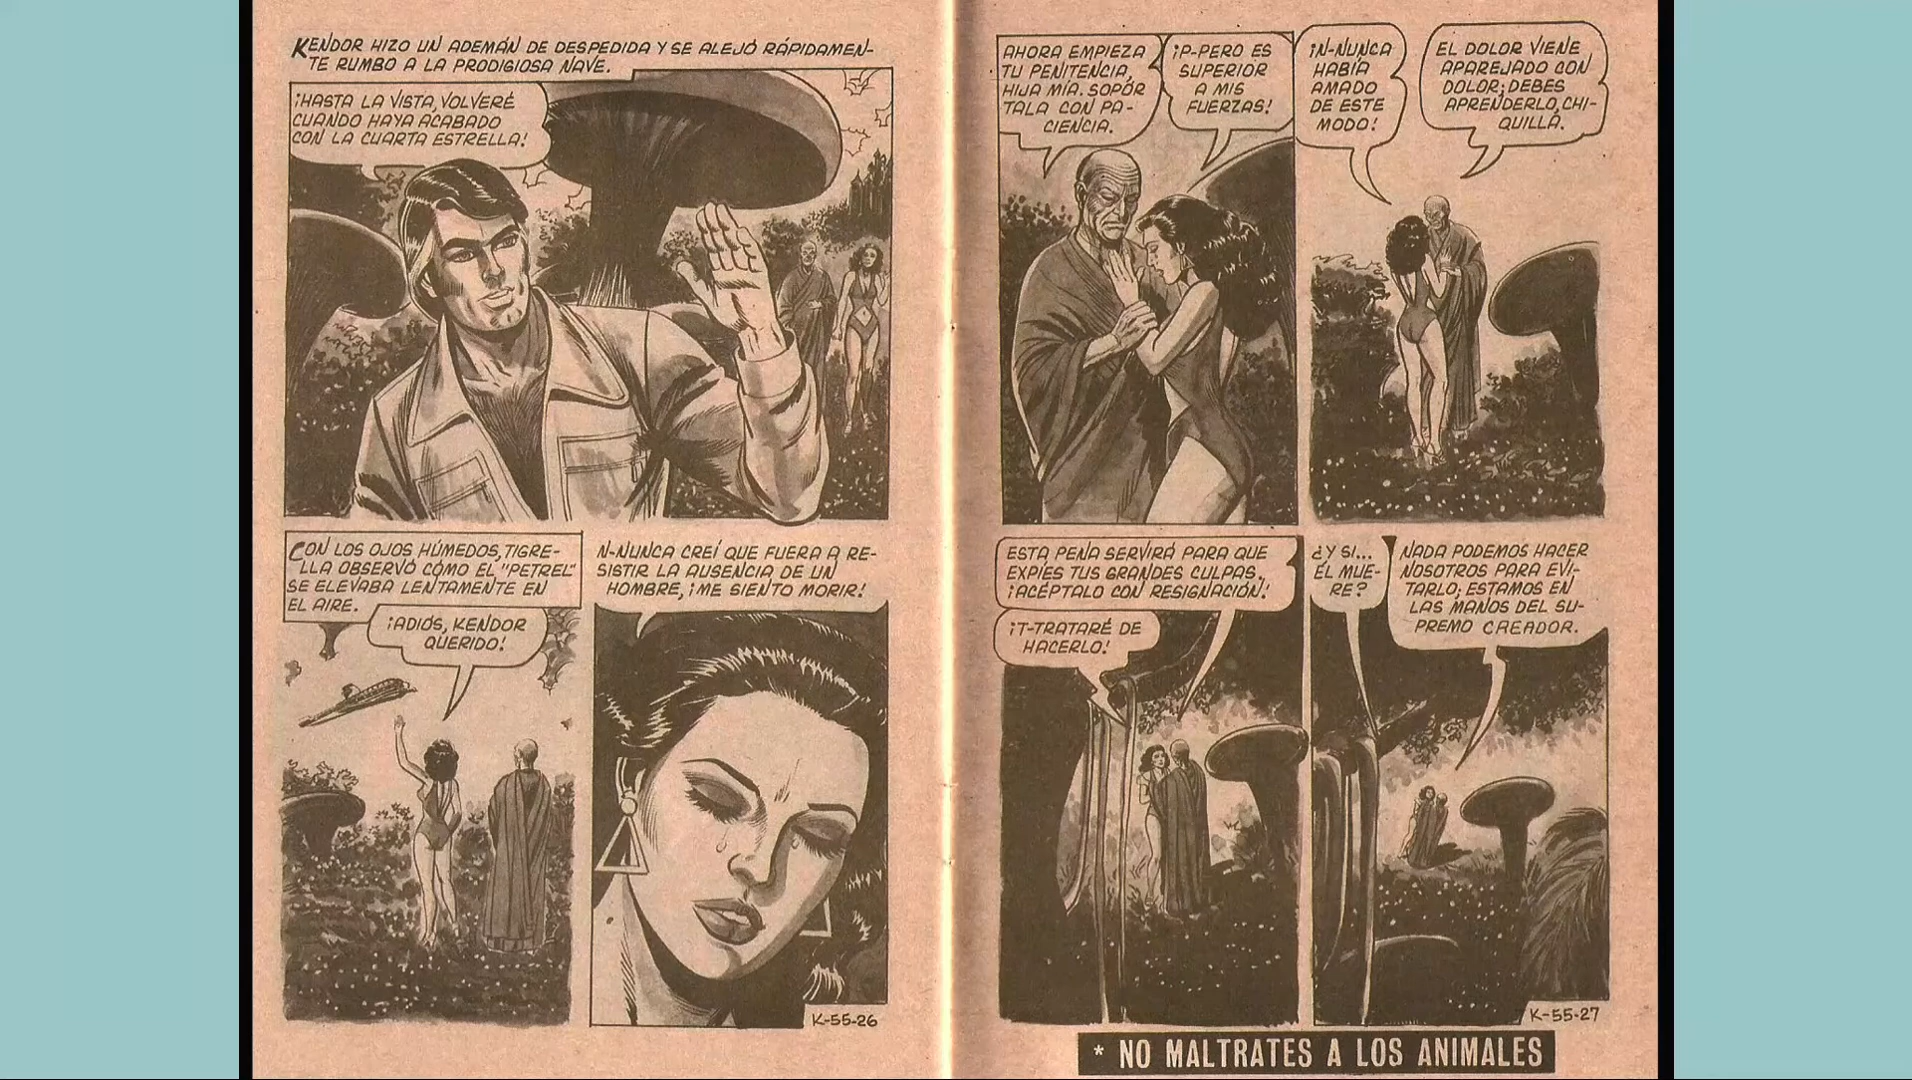 KENDOR HIZO UN ADEMÁN DE DESPEDIDA Y SE ALEJÓ RÁPIDAMEN-
TE RUMBO A LA PRODIGIOSA NAVE.
¡HASTA LA VISTA, VOLVERÉ
CUANDO HAYA ACABADO
CON LA CUARTA ESTRELLA!
CON LOS OJOS HÚMEDOS, TIGRE-
LLA OBSERVÓ CÓMO EL "PETREL"
SE ELEVABA LENTAMENTE EN
EL AIRE.
¡ADIÓS, KENDOR
QUERIDO!
N-NUNCA CREÍ QUE FUERA A RE-
SISTIR LA AUSENCIA DE UN
HOMBRE, ¡ME SIENTO MORIR!
K-55-26
AHORA EMPIEZA
TU PENITENCIA,
HIJA MÍA. SOPÓR
TALA CON PA-
CIENCIA.
¡P-PERO ES
SUPERIOR
A MIS
FUERZAS!
¡N-NUNCA
HABÍA
AMADO
DE ESTE
MODO!
EL DOLOR VIENE
APAREJADO CON
DOLOR; DEBES
APRENDERLO, CHI-
QUILLA.
ESTA PENA SERVIRÁ PARA QUE
EXPÍES TUS GRANDES CULPAS,
¡ACÉPTALO CON RESIGNACIÓN!
¡T-TRATARÉ DE
HACERLO!
¿Y SI...
ÉL MUE-
RE?
NADA PODEMOS HACER
NOSOTROS PARA EVI-
TARLO; ESTAMOS EN
LAS MANOS DEL SU-
PREMO CREADOR.
K-55-27
* NO MALTRATES A LOS ANIMALES